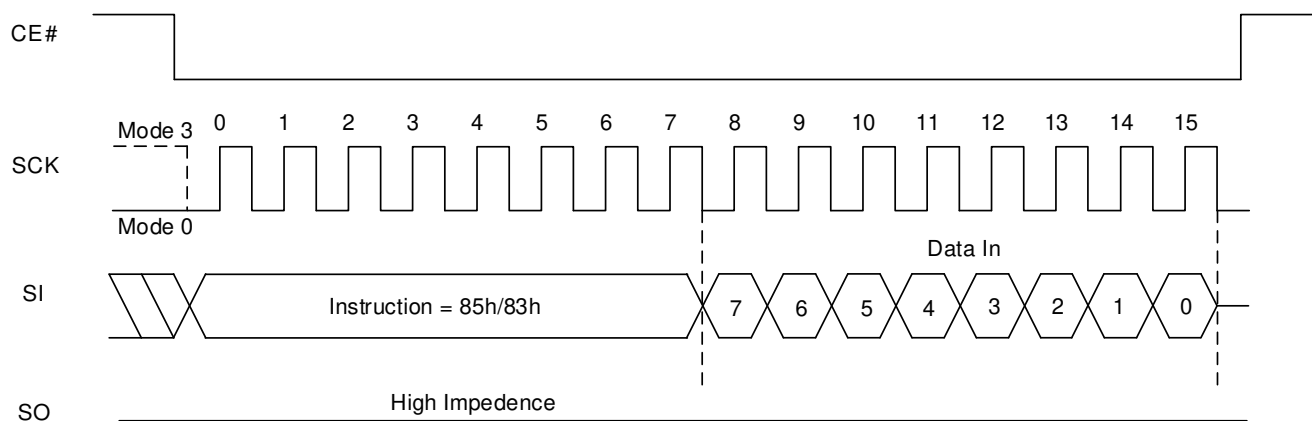 CE#
Mode 3
0 1 2 3 4 5 6 7 8 9 10 11 12 13 14 15
SCK
Mode 0
Data In
SI
Instruction = 85h/83h
7 6 5 4 3 2 1 0
High Impedence
SO